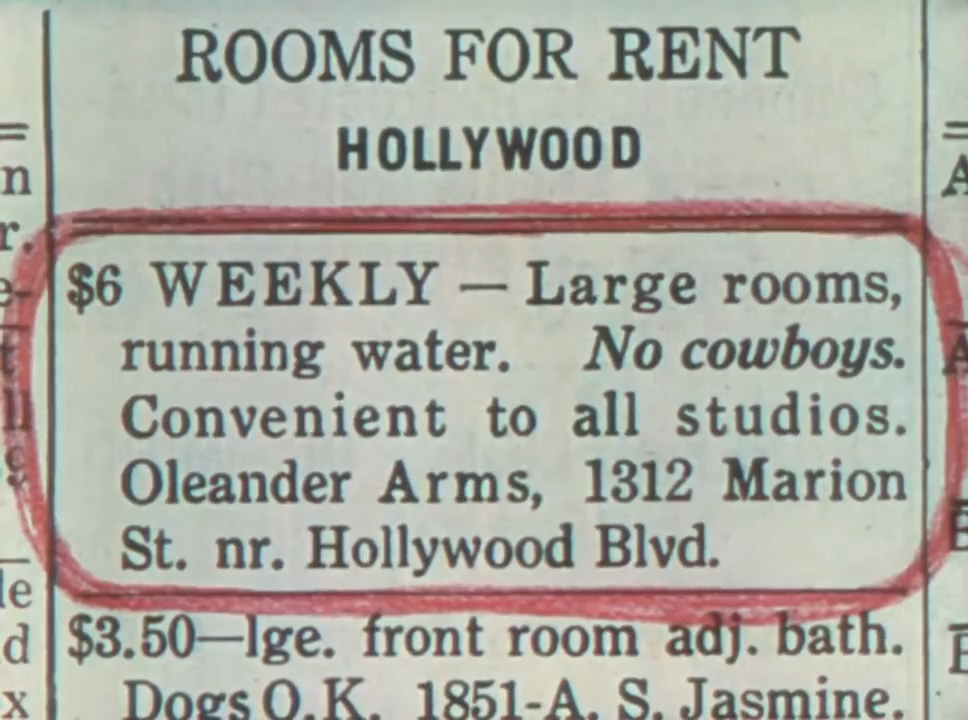 ROOMS FOR RENT
HOLLYWOOD
$6 WEEKLY — Large rooms,
running water. No cowboys.
Convenient to all studios.
Oleander Arms, 1312 Marion
St. nr. Hollywood Blvd.
$3.50—lge. front room adj. bath.
Dogs O.K. 1851-A. S. Jasmine.